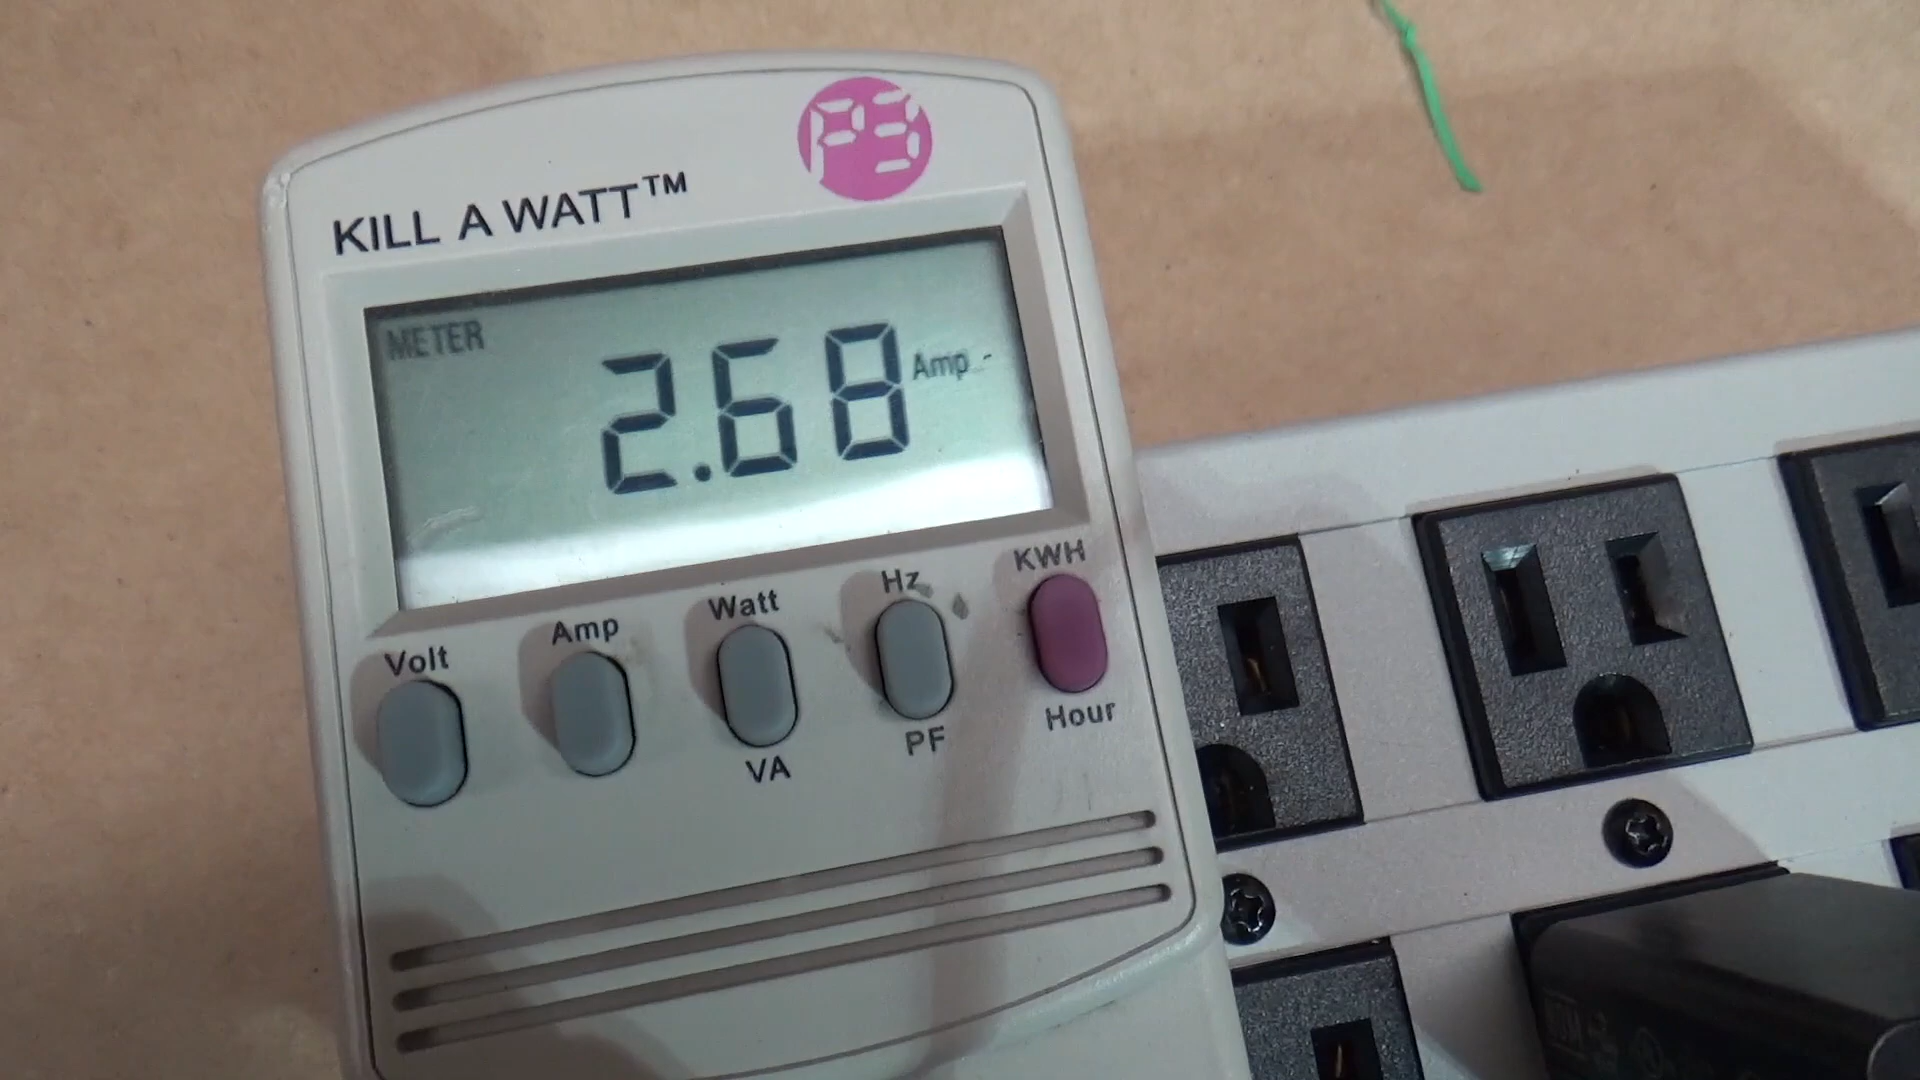 P3
KILL A WATT™
METER
2.68 Amp
Volt Amp Watt Hz KWH
VA PF Hour